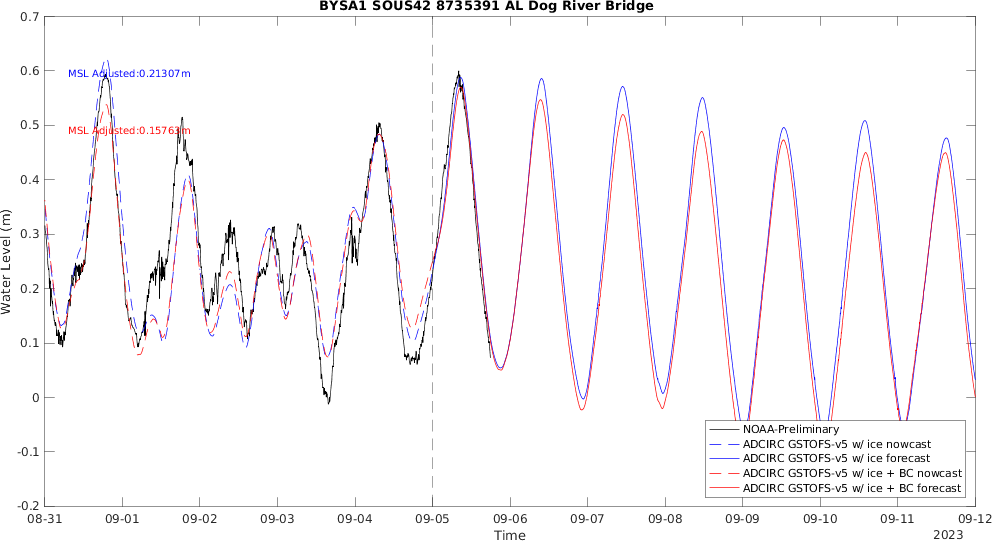 BYSA1 SOUS42 8735391 AL Dog River Bridge
0.7
0.6
0.5
0.4
0.3
0.2
0.1
0
-0.1
-0.2
Water Level (m)
MSL Adjusted:0.21307m
MSL Adjusted:0.15763m
NOAA-Preliminary
ADCIRC GSTOFS-v5 w/ ice nowcast
ADCIRC GSTOFS-v5 w/ ice forecast
ADCIRC GSTOFS-v5 w/ ice + BC nowcast
ADCIRC GSTOFS-v5 w/ ice + BC forecast
08-31 09-01 09-02 09-03 09-04 09-05 09-06 09-07 09-08 09-09 09-10 09-11 09-12
Time
2023